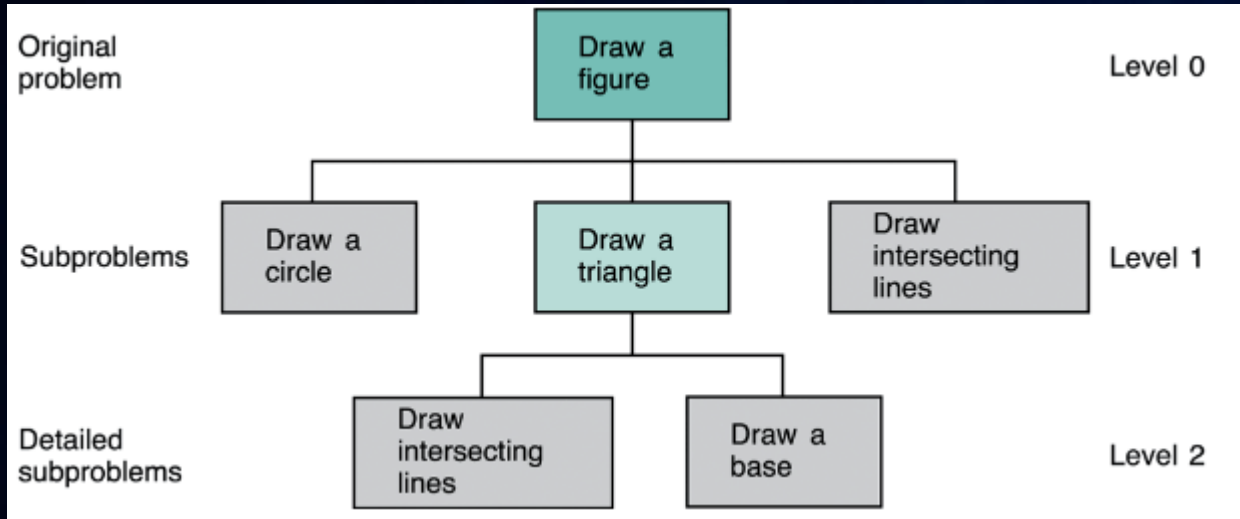 Original
problem
Draw a
figure
Level 0
Subproblems
Draw a
circle
Draw a
triangle
Draw
intersecting
lines
Level 1
Detailed
subproblems
Draw
intersecting
lines
Draw a
base
Level 2